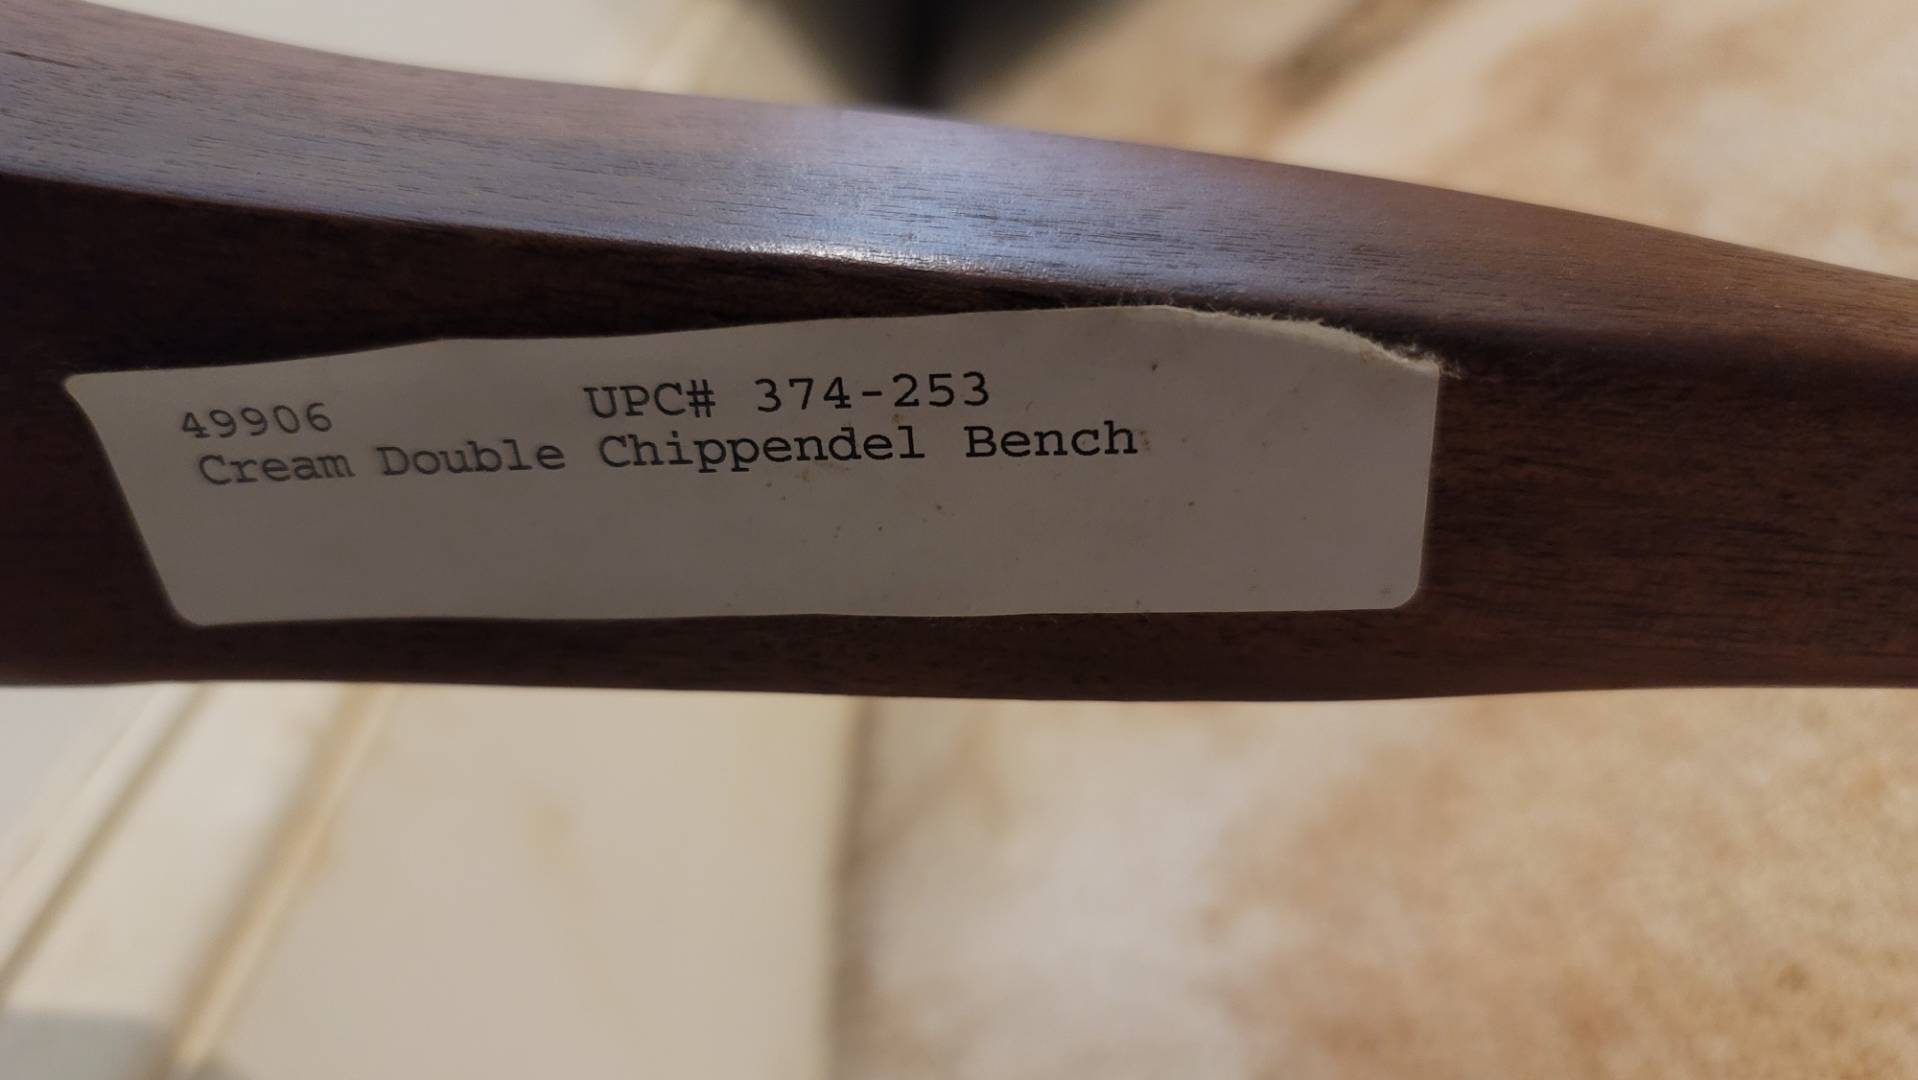 49906 UPC# 374-253
Cream Double Chippendel Bench